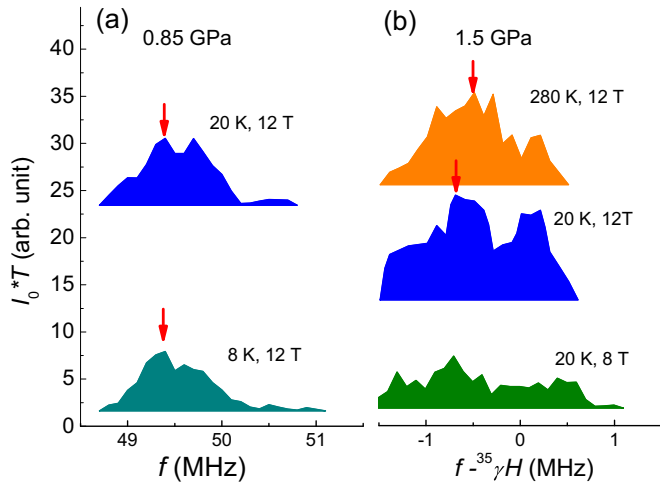 (a)
0.85 GPa
20 K, 12 T
8 K, 12 T
40
35
30
25
20
15
10
5
0
I₀*T (arb. unit)
49
50
51
f (MHz)
(b)
1.5 GPa
280 K, 12 T
20 K, 12T
20 K, 8 T
-1
0
1
f -³⁵γH (MHz)